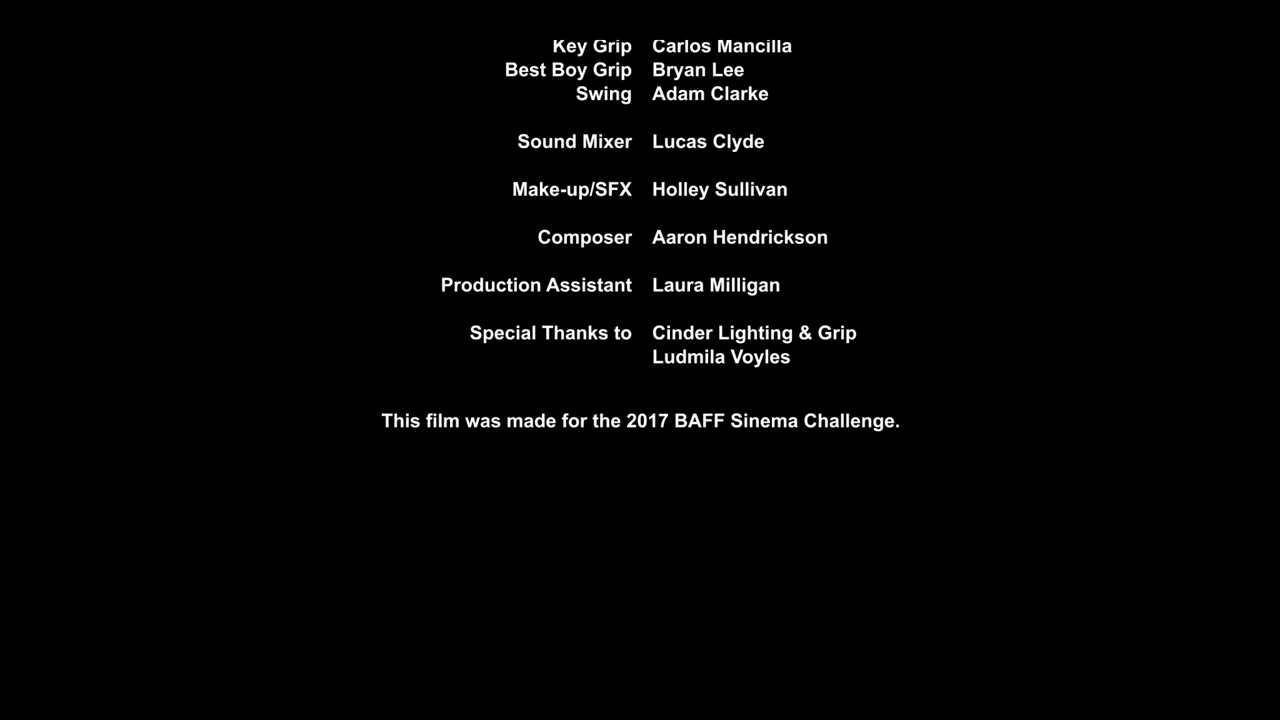 Key Grip Carlos Mancilla
Best Boy Grip Bryan Lee
Swing Adam Clarke
Sound Mixer Lucas Clyde
Make-up/SFX Holley Sullivan
Composer Aaron Hendrickson
Production Assistant Laura Milligan
Special Thanks to Cinder Lighting & Grip
Ludmila Voyles
This film was made for the 2017 BAFF Sinema Challenge.